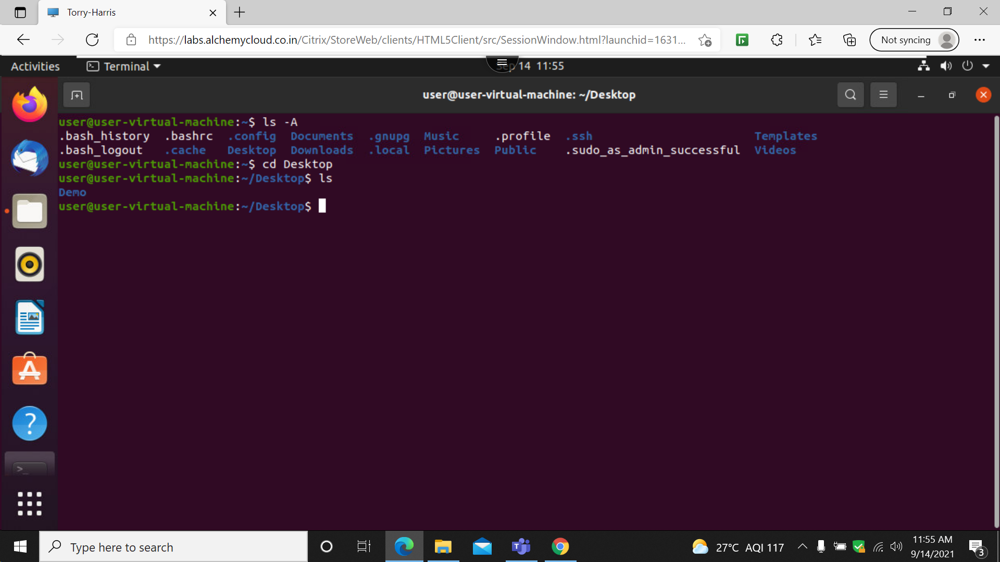 Torry-Harris
https://labs.alchemycloud.co.in/Citrix/StoreWeb/clients/HTML5Client/src/SessionWindow.html?launchid=1631...
Not syncing
Activities Terminal Sep 14 11:55
user@user-virtual-machine: ~/Desktop
user@user-virtual-machine:~$ ls -A
.bash_history .bashrc .config Documents .gnupg Music .profile .ssh Templates
.bash_logout .cache Desktop Downloads .local Pictures Public .sudo_as_admin_successful Videos
user@user-virtual-machine:~$ cd Desktop
user@user-virtual-machine:~/Desktop$ ls
Demo
user@user-virtual-machine:~/Desktop$
Type here to search
27°C AQI 117
11:55 AM
9/14/2021
3